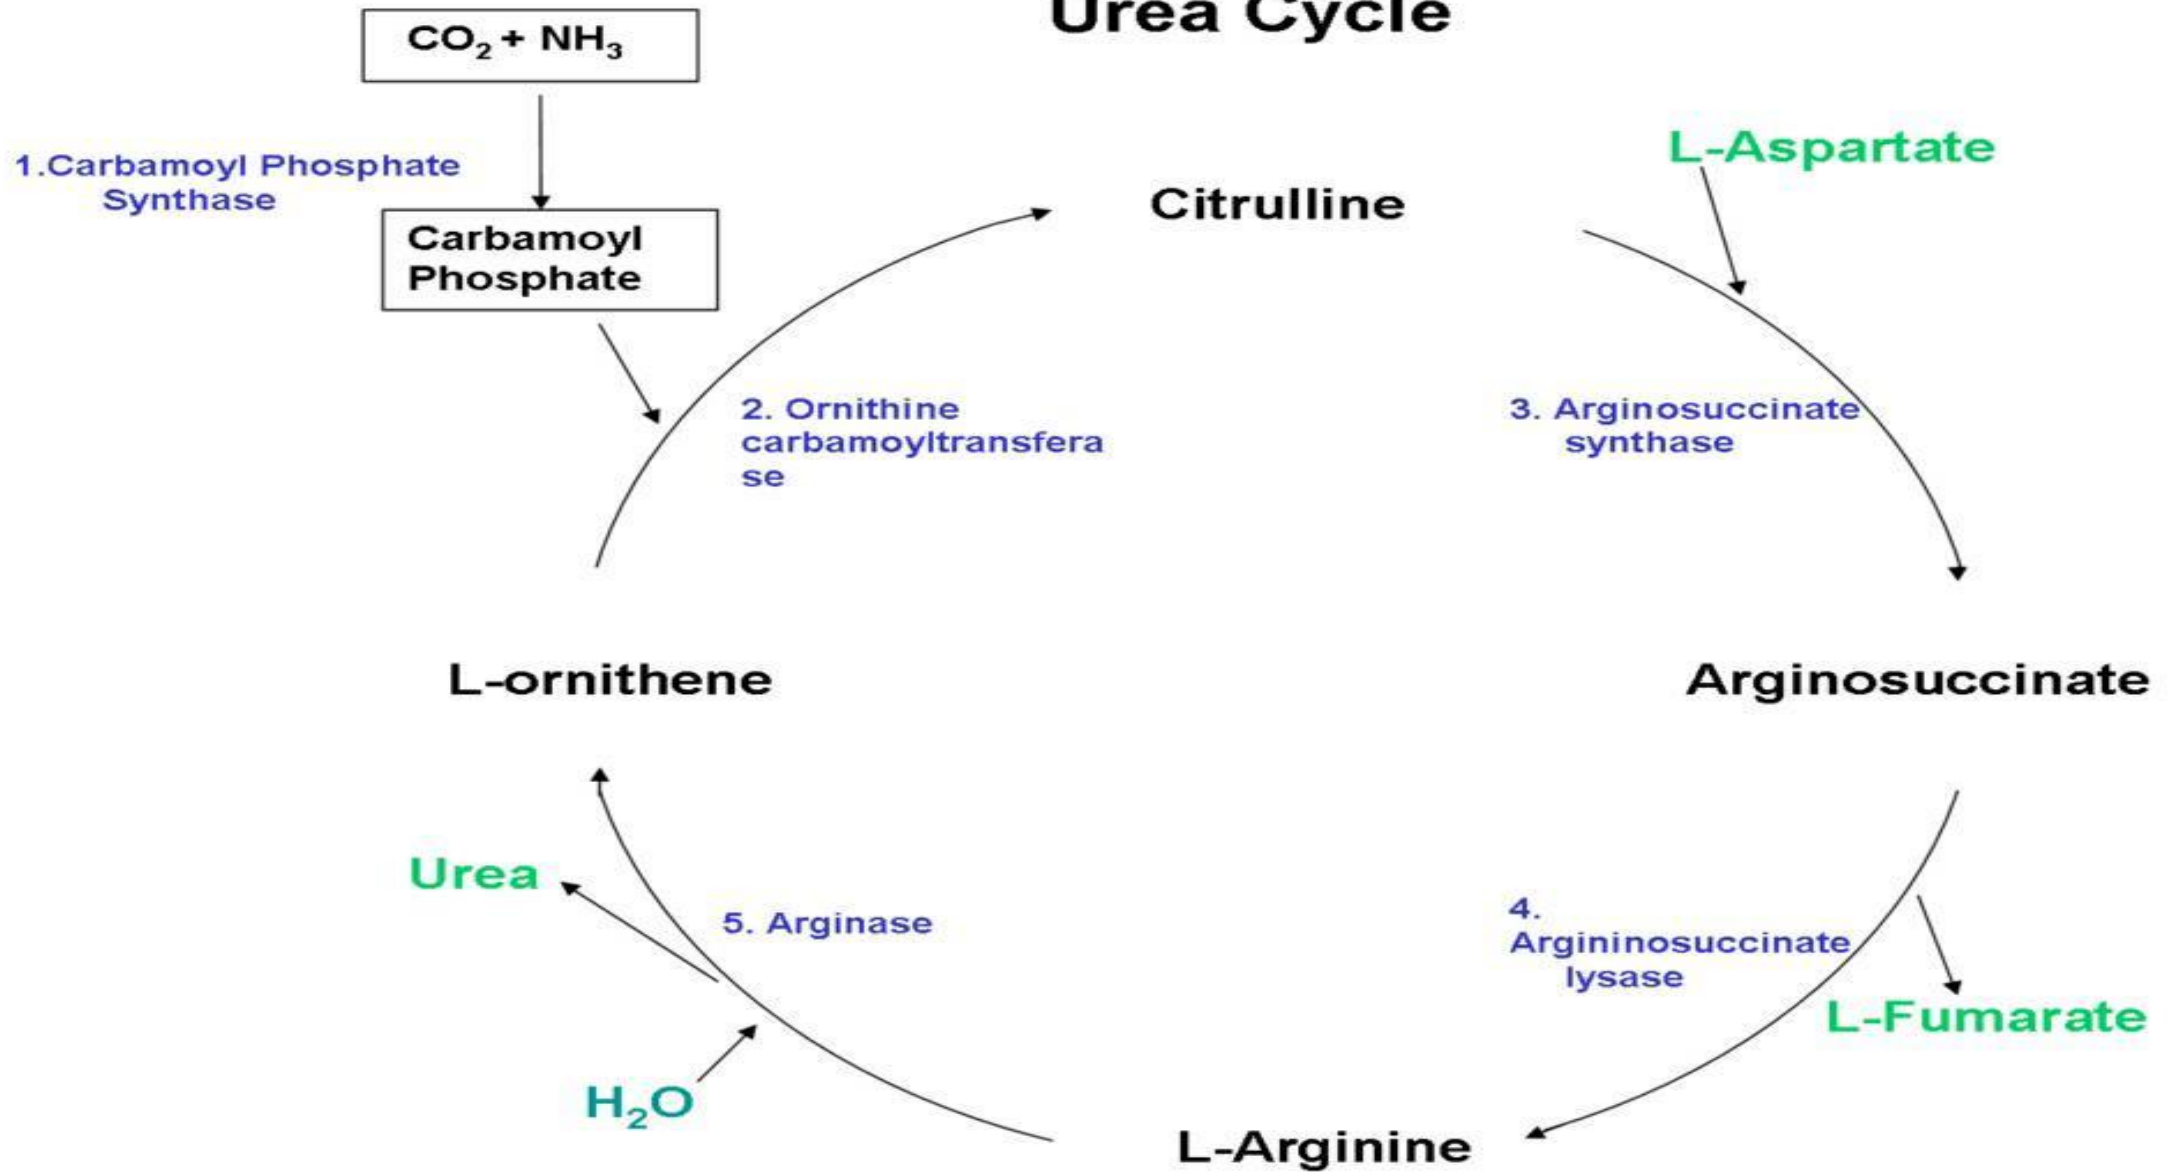 Urea Cycle
CO₂ + NH₃
1.Carbamoyl Phosphate
Synthase
Carbamoyl
Phosphate
L-Aspartate
Citrulline
2. Ornithine
carbamoyltransfera
se
3. Arginosuccinate
synthase
L-ornithene
Arginosuccinate
Urea
5. Arginase
4.
Argininosuccinate
lysase
L-Fumarate
H₂O
L-Arginine